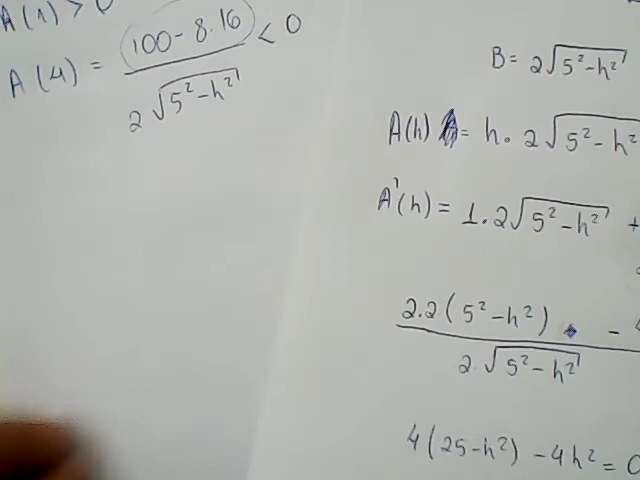 A(1) > 0
A(4) = (100 - 8.16) / 2√(5² - h²) < 0
B = 2√(5² - h²)
A(h) = h . 2√(5² - h²
A'(h) = 1 . 2√(5² - h²) +
2.2(5² - h²) . - / 2.√(5² - h²)
4(25 - h²) - 4h² = 0